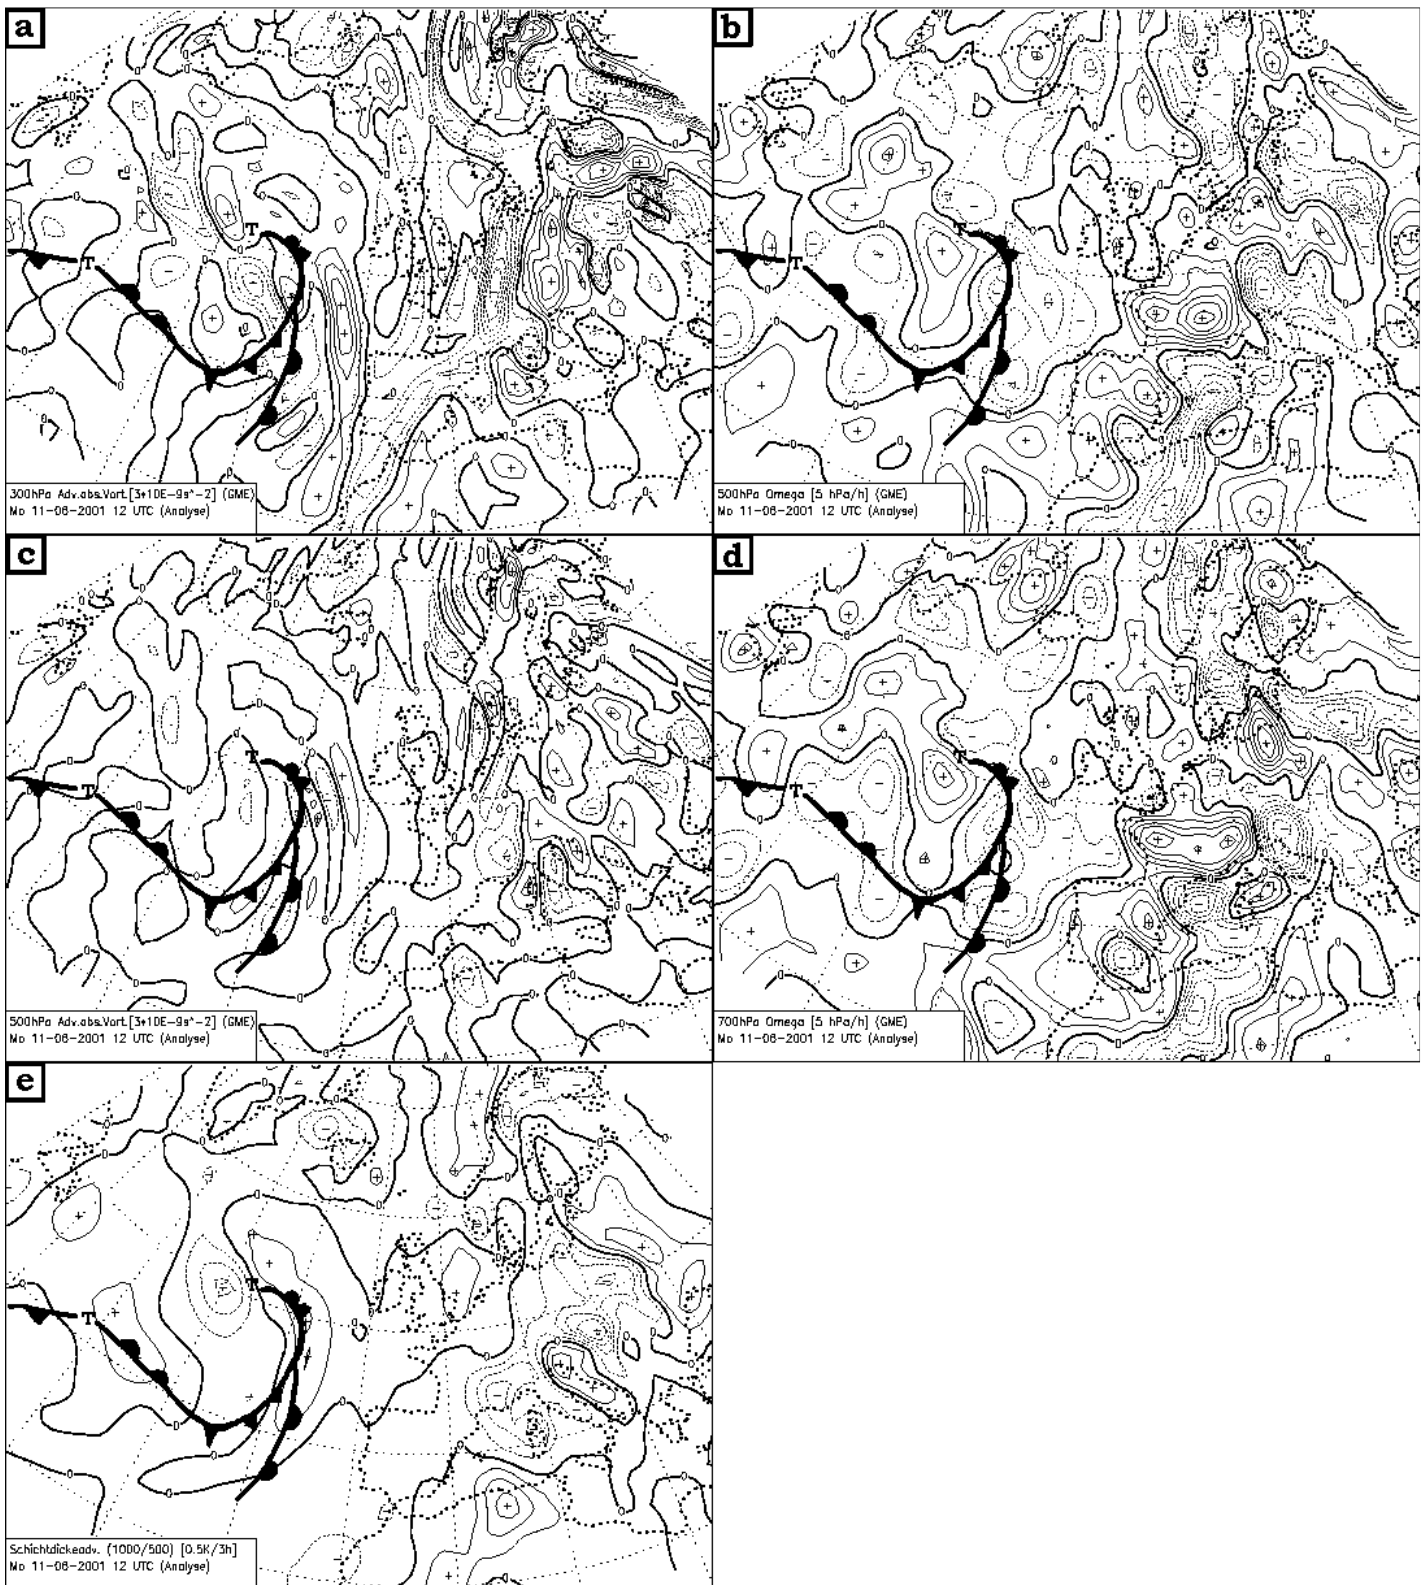 a
b
T
T
T
T
300hPa Adv.abs.Vort.[3*10E-9s^-2] (GME)
Mo 11-06-2001 12 UTC (Analyse)
500hPa Omega [5 hPa/h] (GME)
Mo 11-06-2001 12 UTC (Analyse)
c
d
T
T
T
T
500hPa Adv.abs.Vort.[3*10E-9s^-2] (GME)
Mo 11-06-2001 12 UTC (Analyse)
700hPa Omega [5 hPa/h] (GME)
Mo 11-06-2001 12 UTC (Analyse)
e
T
T
Schichtdickeadv. (1000/500) [0.5K/3h]
Mo 11-06-2001 12 UTC (Analyse)